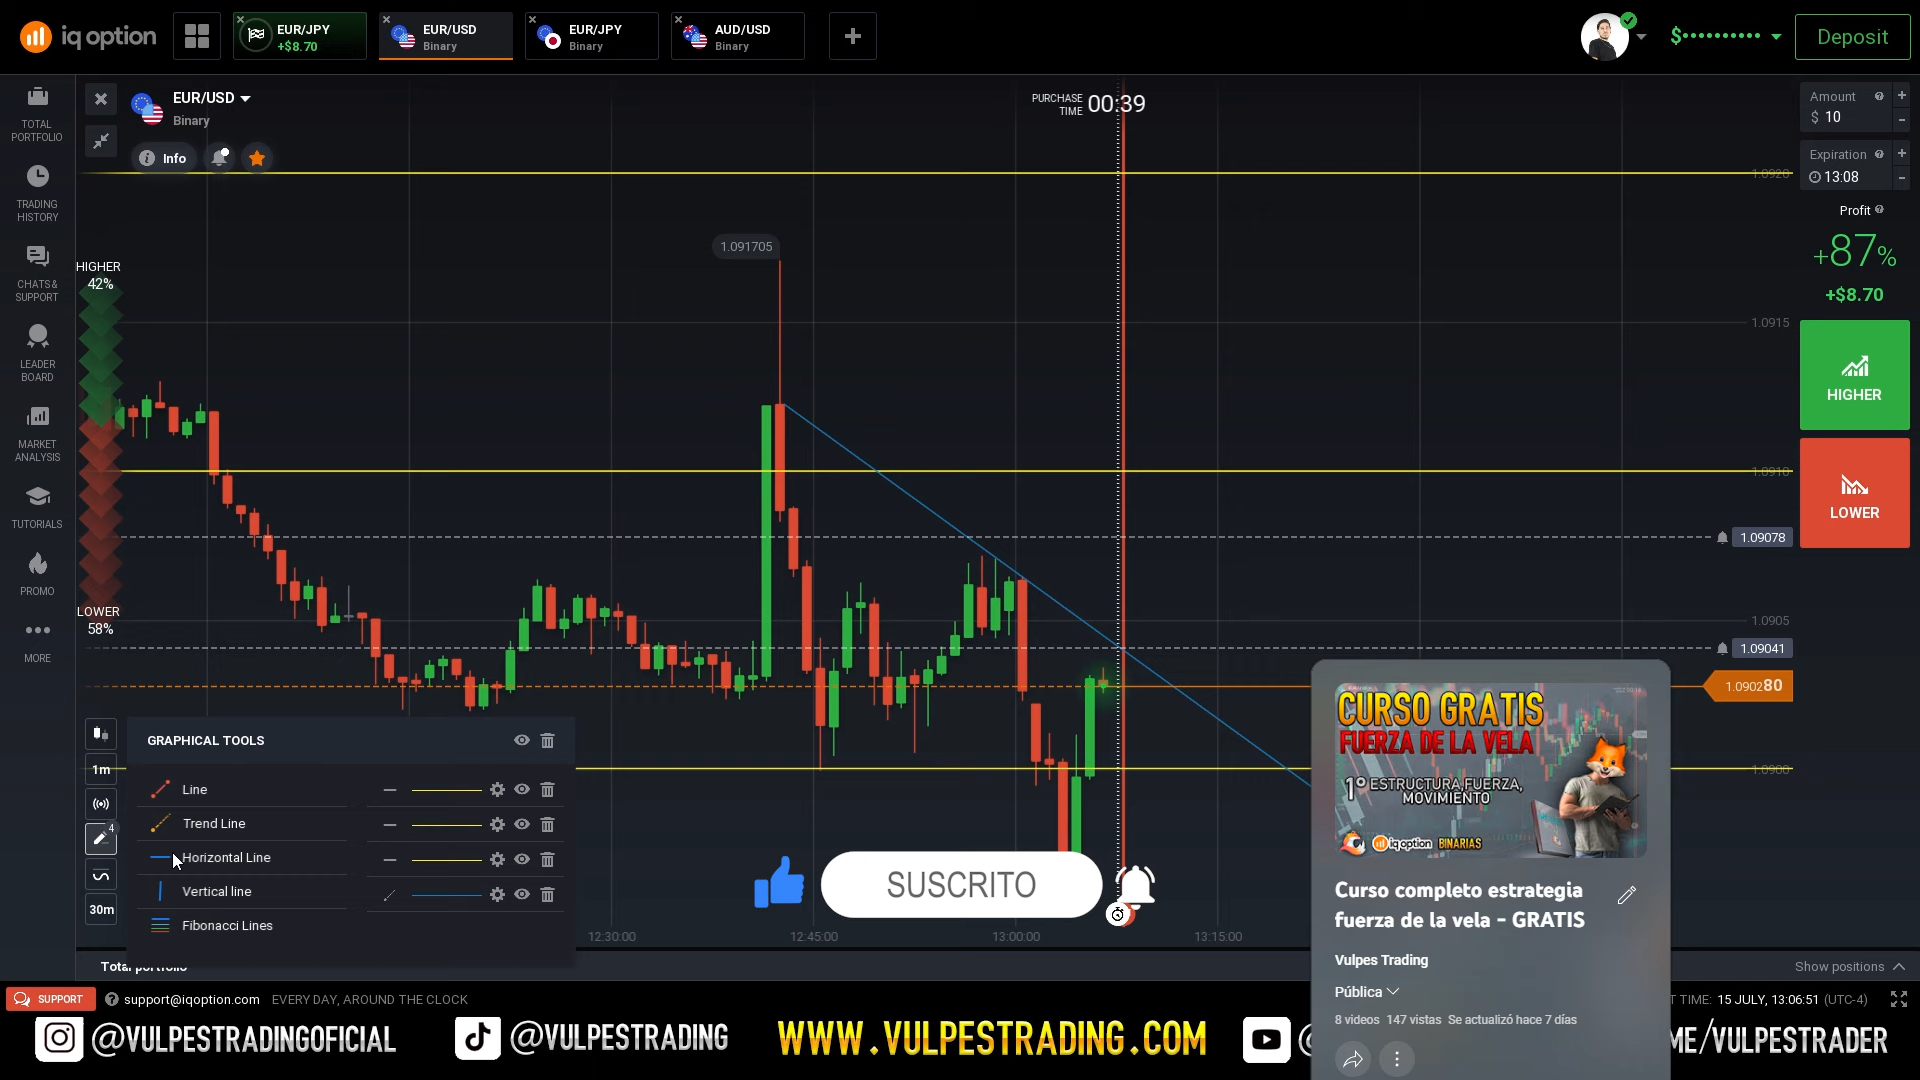 iq option
EUR/JPY
+$8.70
EUR/USD
Binary
EUR/JPY
Binary
AUD/USD
Binary
$
Deposit
TOTAL
PORTFOLIO
TRADING
HISTORY
CHATS &
SUPPORT
LEADER
BOARD
MARKET
ANALYSIS
TUTORIALS
PROMO
MORE
EUR/USD
Binary
Info
PURCHASE
TIME
00:39
1.0920
1.091705
1.0915
1.0910
1.09078
1.0905
1.09041
1.090280
1.0900
HIGHER
42%
LOWER
58%
Amount
$ 10
Expiration
13:08
Profit
+87%
+$8.70
HIGHER
LOWER
1m
4
30m
GRAPHICAL TOOLS
Line
Trend Line
Horizontal Line
Vertical line
Fibonacci Lines
SUSCRITO
12:30:00
12:45:00
13:00:00
13:15:00
CURSO GRATIS
FUERZA DE LA VELA
1º ESTRUCTURA, FUERZA,
MOVIMIENTO
iq option BINARIAS
Curso completo estrategia
fuerza de la vela - GRATIS
Vulpes Trading
Pública
8 videos 147 vistas Se actualizó hace 7 días
Total portfolio
Show positions
SUPPORT
support@iqoption.com
EVERY DAY, AROUND THE CLOCK
T TIME: 15 JULY, 13:06:51 (UTC-4)
@VULPESTRADINGOFICIAL
@VULPESTRADING
WWW.VULPESTRADING.COM
@
ME/VULPESTRADER